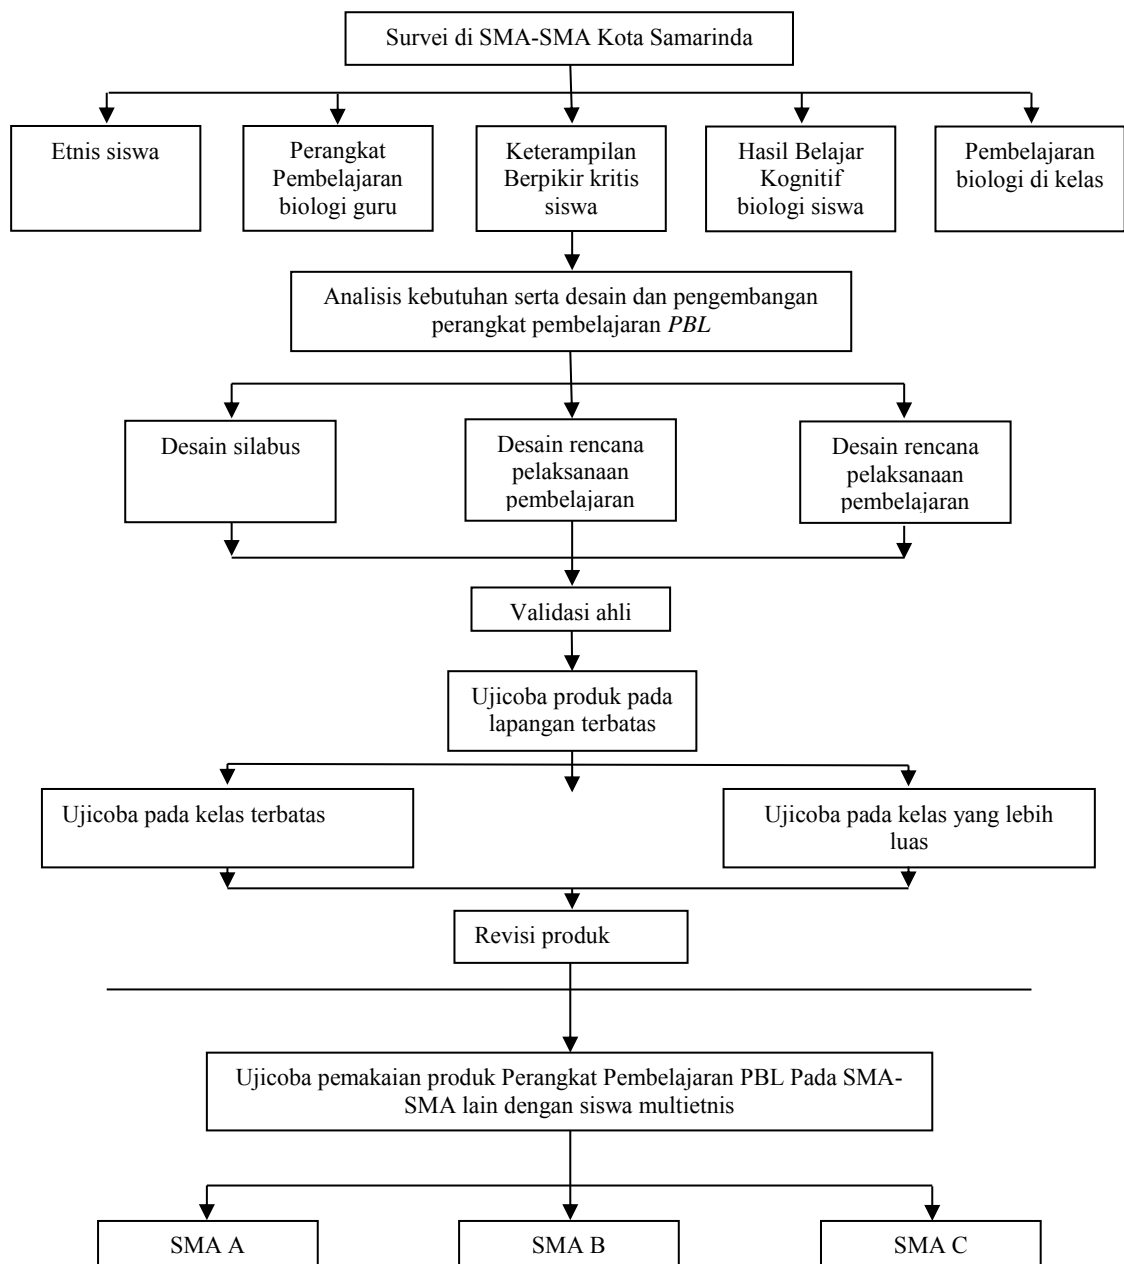 Survei di SMA-SMA Kota Samarinda
Etnis siswa
Perangkat
Pembelajaran
biologi guru
Keterampilan
Berpikir kritis
siswa
Hasil Belajar
Kognitif
biologi siswa
Pembelajaran
biologi di kelas
Analisis kebutuhan serta desain dan pengembangan
perangkat pembelajaran PBL
Desain silabus
Desain rencana
pelaksanaan
pembelajaran
Desain rencana
pelaksanaan
pembelajaran
Validasi ahli
Ujicoba produk pada
lapangan terbatas
Ujicoba pada kelas terbatas
Ujicoba pada kelas yang lebih
luas
Revisi produk
Ujicoba pemakaian produk Perangkat Pembelajaran PBL Pada SMA-
SMA lain dengan siswa multietnis
SMA A
SMA B
SMA C